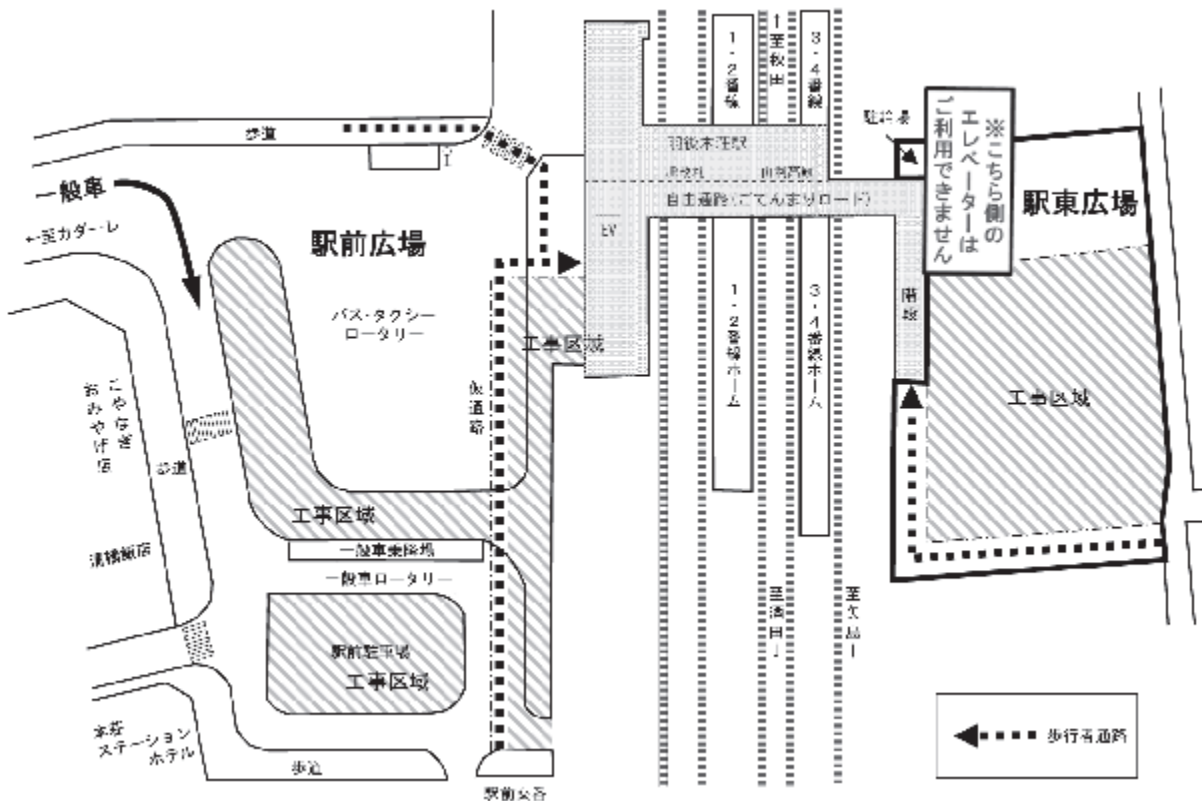 歩道
一般車
←至カダーレ
駅前広場
バス・タクシー
ロータリー
仮通路
工事区域
こやなぎ
おみやげ店
歩道
工事区域
一般車乗降場
一般車ロータリー
駅前駐車場
工事区域
本荘
ステーション
ホテル
歩道
駅前交番
EV
1・2番線
↑至秋田
3・4番線
羽後本荘駅
JR改札
自由通路(ごてんまりロード)
1・2番線ホーム
3・4番線ホーム
至酒田↓
至矢島↓
駐輪場
※こちら側の
エレベーターは
ご利用できません
駅東広場
階段
工事区域
歩行者通路